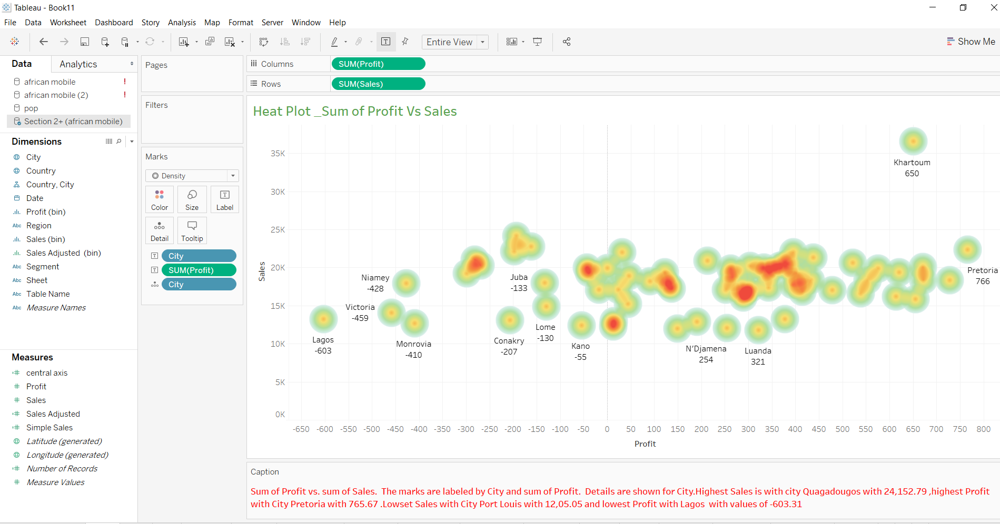 Tableau - Book11
File Data Worksheet Dashboard Story Analysis Map Format Server Window Help
Entire View
Show Me
Data Analytics
african mobile !
african mobile (2) !
pop
Section 2+ (african mobile)
Dimensions
City
Country
Country, City
Date
Profit (bin)
Abc Region
Sales (bin)
Sales Adjusted (bin)
Abc Segment
Abc Sheet
Abc Table Name
Abc Measure Names
Measures
central axis
Profit
Sales
Sales Adjusted
Simple Sales
Latitude (generated)
Longitude (generated)
Number of Records
Measure Values
Pages
Filters
Marks
Density
Color Size Label
Detail Tooltip
City
SUM(Profit)
City
Columns SUM(Profit)
Rows SUM(Sales)
Heat Plot _Sum of Profit Vs Sales
Sales
35K
30K
25K
20K
15K
10K
5K
0K
Khartoum
650
Pretoria
766
Niamey
-428
Juba
-133
Victoria
-459
Lagos
-603
Monrovia
-410
Conakry
-207
Lome
-130
Kano
-55
N'Djamena
254
Luanda
321
-650 -600 -550 -500 -450 -400 -350 -300 -250 -200 -150 -100 -50 0 50 100 150 200 250 300 350 400 450 500 550 600 650 700 750 800
Profit
Caption
Sum of Profit vs. sum of Sales.  The marks are labeled by City and sum of Profit.  Details are shown for City.Highest Sales is with city Quagadougos with 24,152.79 ,highest Profit
with City Pretoria with 765.67 .Lowset Sales with City Port Louis with 12,05.05 and lowest Profit with Lagos  with values of -603.31